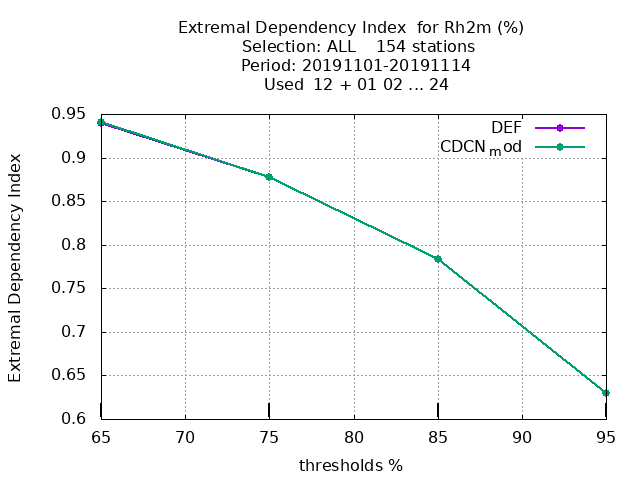 Extremal Dependency Index  for Rh2m (%)
Selection: ALL    154 stations
Period: 20191101-20191114
Used  12 + 01 02 ... 24
DEF
CDCN_mod
Extremal Dependency Index
0.95
0.9
0.85
0.8
0.75
0.7
0.65
0.6
65 70 75 80 85 90 95
thresholds %